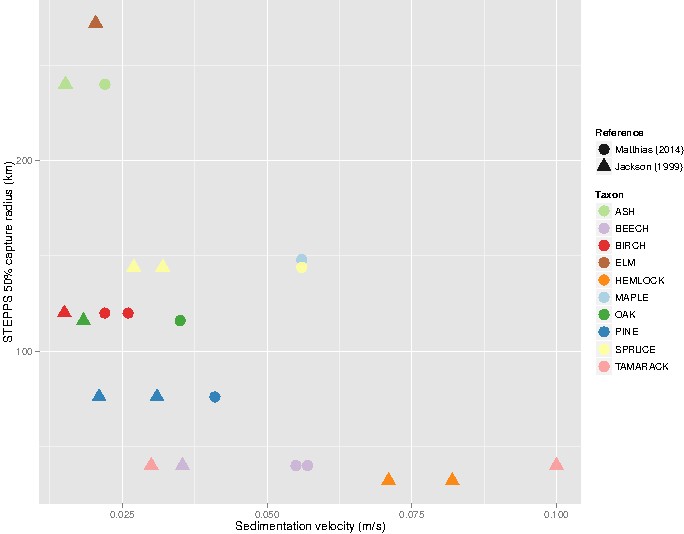 STEPPS 50% capture radius (km)
200
100
0.025
0.050
0.075
0.100
Sedimentation velocity (m/s)
Reference
Matthias (2014)
Jackson (1999)
Taxon
ASH
BEECH
BIRCH
ELM
HEMLOCK
MAPLE
OAK
PINE
SPRUCE
TAMARACK